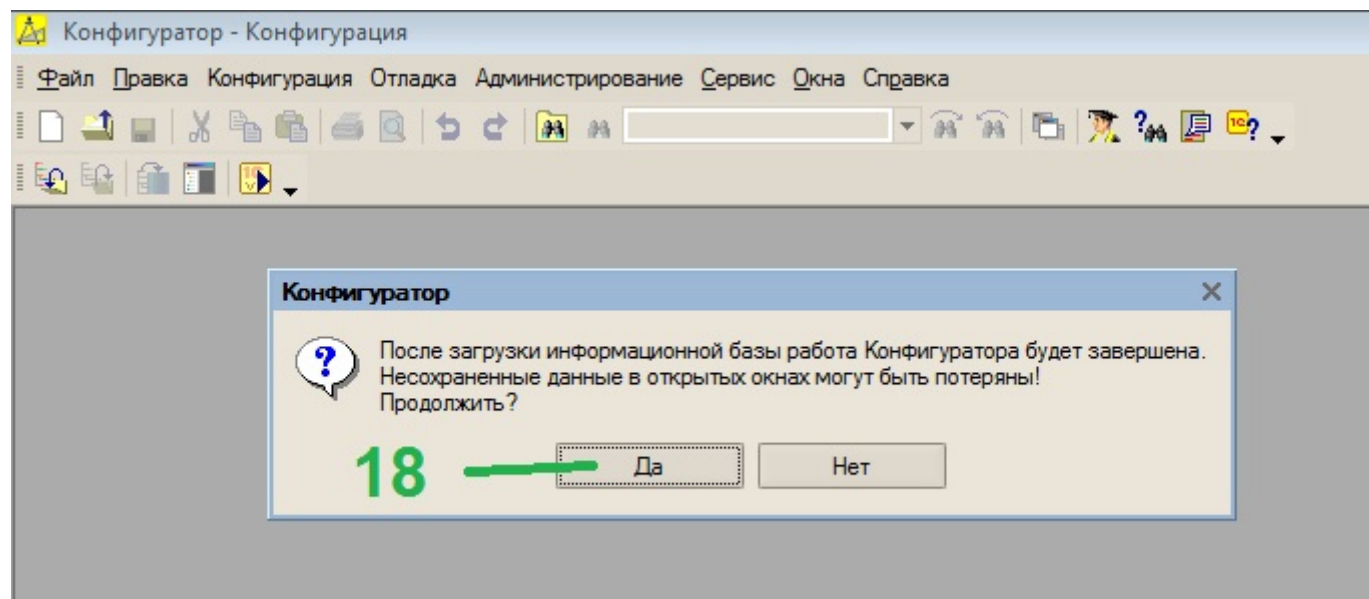 Конфигуратор - Конфигурация
Файл Правка Конфигурация Отладка Администрирование Сервис Окна Справка
Конфигуратор
После загрузки информационной базы работа Конфигуратора будет завершена.
Несохраненные данные в открытых окнах могут быть потеряны!
Продолжить?
18
Да Нет